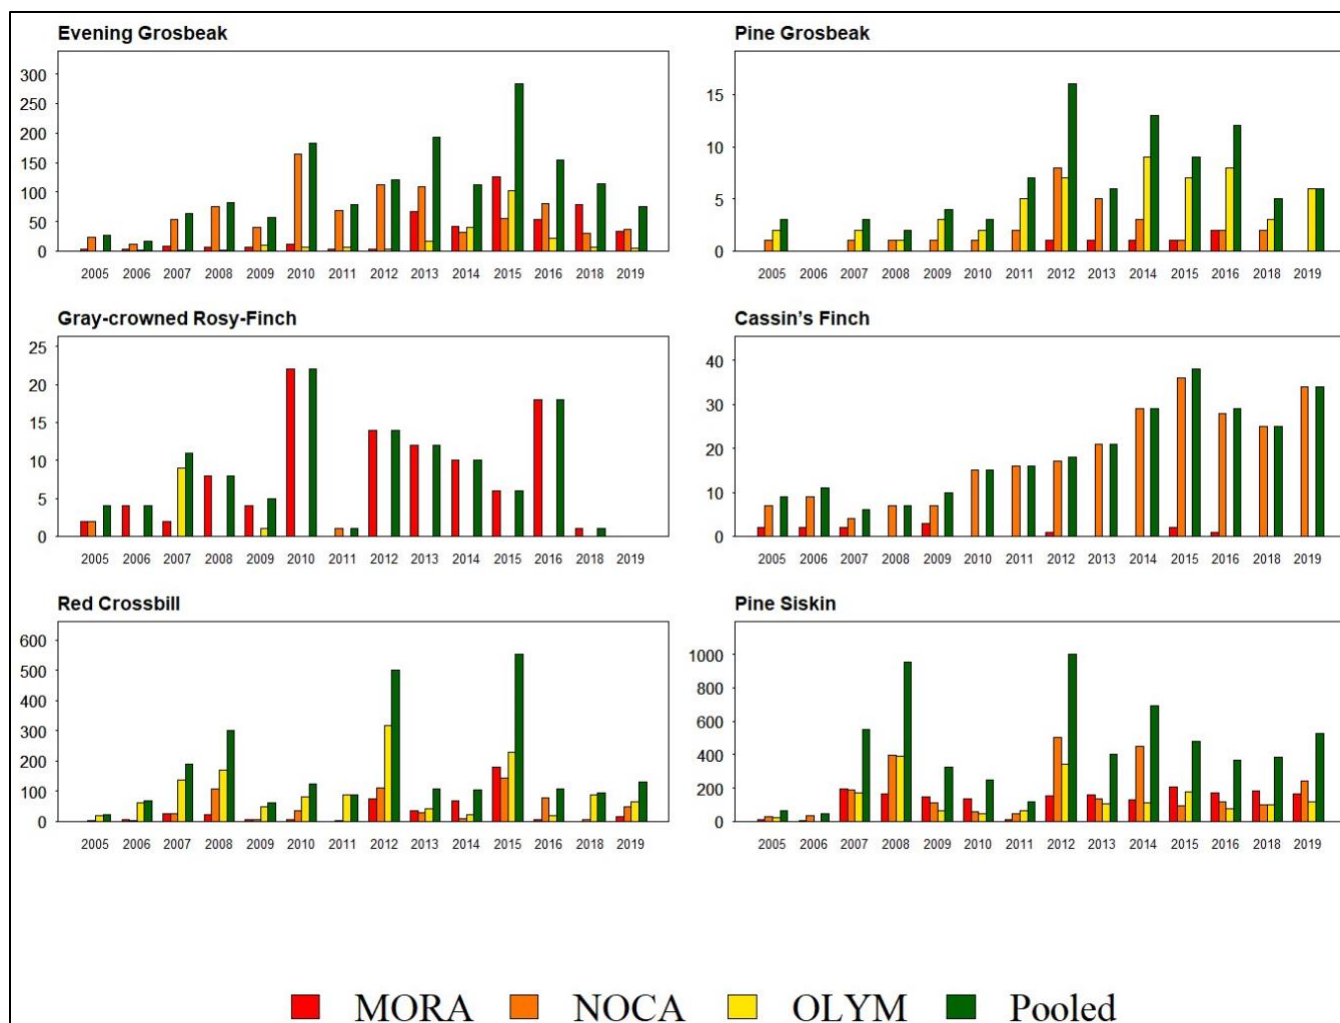 Evening Grosbeak
300
250
200
150
100
50
0
2005 2006 2007 2008 2009 2010 2011 2012 2013 2014 2015 2016 2018 2019
Pine Grosbeak
15
10
5
0
2005 2006 2007 2008 2009 2010 2011 2012 2013 2014 2015 2016 2018 2019
Gray-crowned Rosy-Finch
25
20
15
10
5
0
2005 2006 2007 2008 2009 2010 2011 2012 2013 2014 2015 2016 2018 2019
Cassin’s Finch
40
30
20
10
0
2005 2006 2007 2008 2009 2010 2011 2012 2013 2014 2015 2016 2018 2019
Red Crossbill
600
500
400
300
200
100
0
2005 2006 2007 2008 2009 2010 2011 2012 2013 2014 2015 2016 2018 2019
Pine Siskin
1000
800
600
400
200
0
2005 2006 2007 2008 2009 2010 2011 2012 2013 2014 2015 2016 2018 2019
MORA NOCA OLYM Pooled